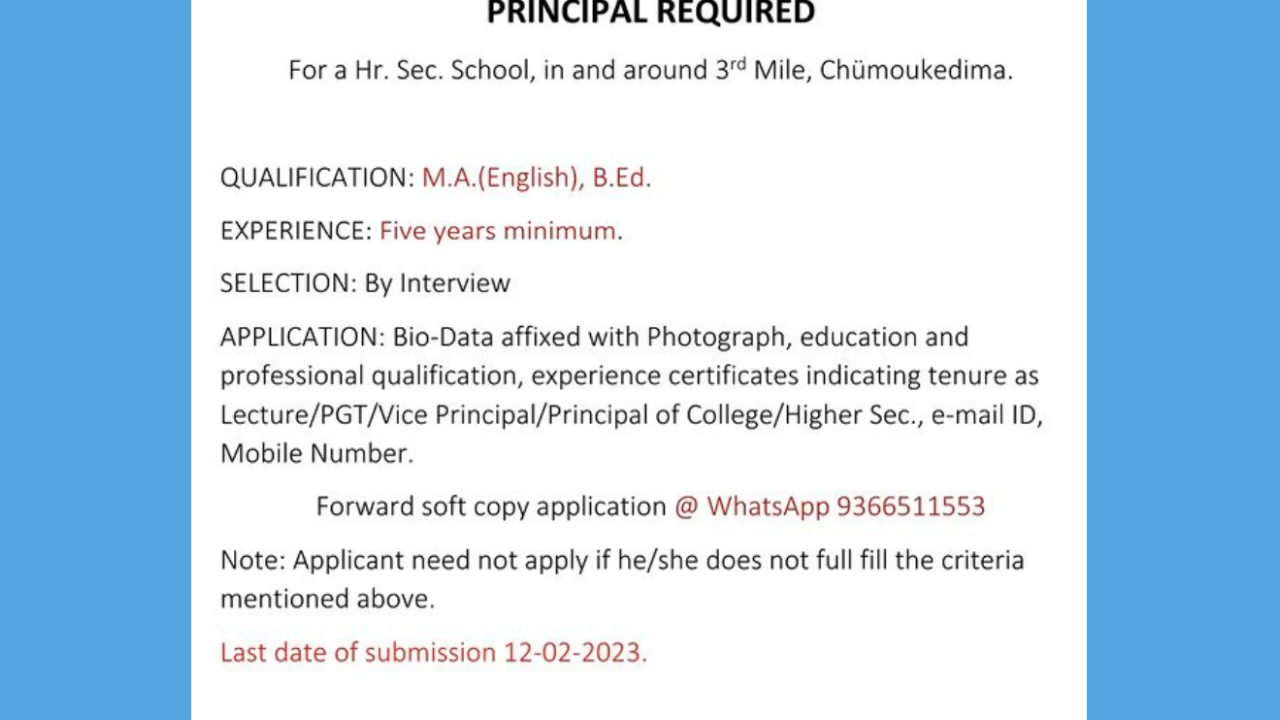 PRINCIPAL REQUIRED
For a Hr. Sec. School, in and around 3rd Mile, Chümoukedima.
QUALIFICATION: M.A.(English), B.Ed.
EXPERIENCE: Five years minimum.
SELECTION: By Interview
APPLICATION: Bio-Data affixed with Photograph, education and
professional qualification, experience certificates indicating tenure as
Lecture/PGT/Vice Principal/Principal of College/Higher Sec., e-mail ID,
Mobile Number.
Forward soft copy application @ WhatsApp 9366511553
Note: Applicant need not apply if he/she does not full fill the criteria
mentioned above.
Last date of submission 12-02-2023.